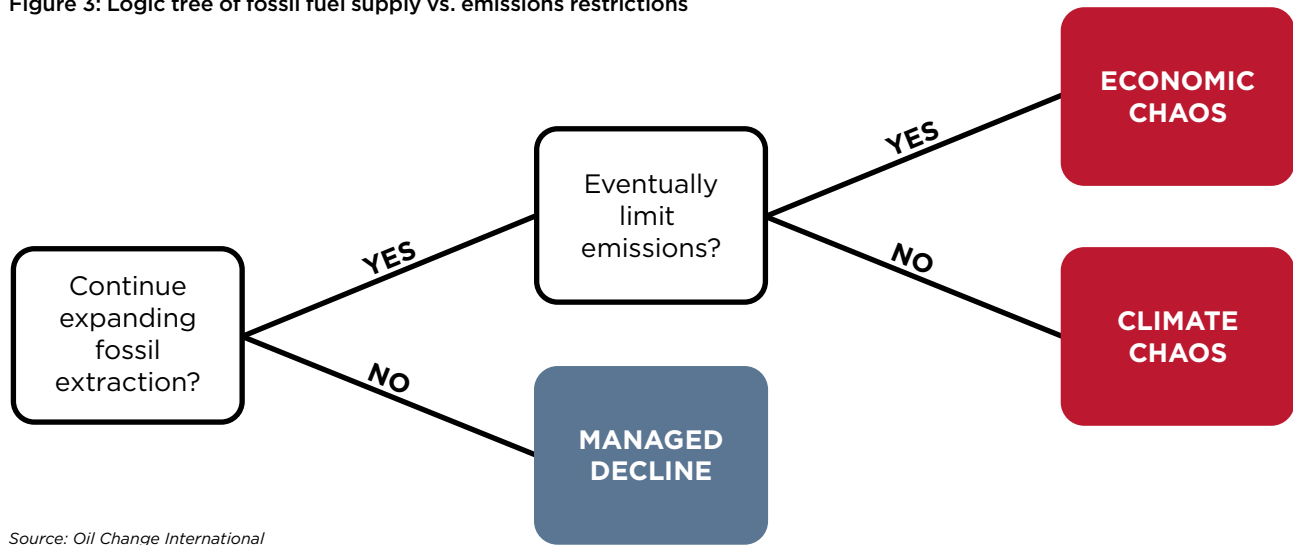 Figure 3: Logic tree of fossil fuel supply vs. emissions restrictions
Continue
expanding
fossil
extraction?
YES
NO
Eventually
limit
emissions?
YES
NO
ECONOMIC
CHAOS
CLIMATE
CHAOS
MANAGED
DECLINE
Source: Oil Change International